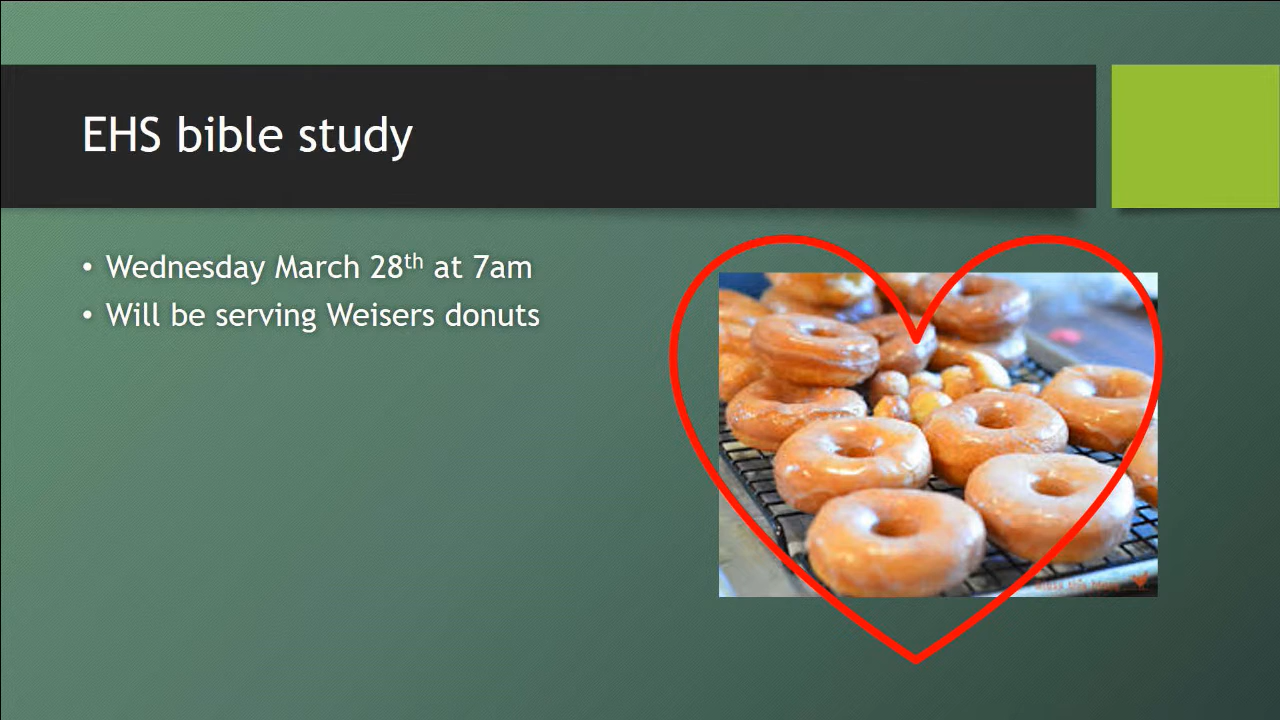 EHS bible study
• Wednesday March 28th at 7am
• Will be serving Weisers donuts